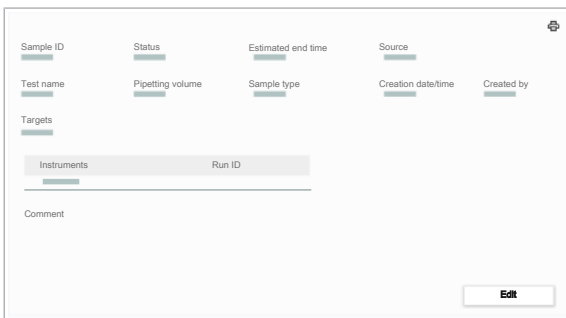 Sample ID Status Estimated end time Source
Test name Pipetting volume Sample type Creation date/time Created by
Targets
Instruments Run ID
Comment
Edit